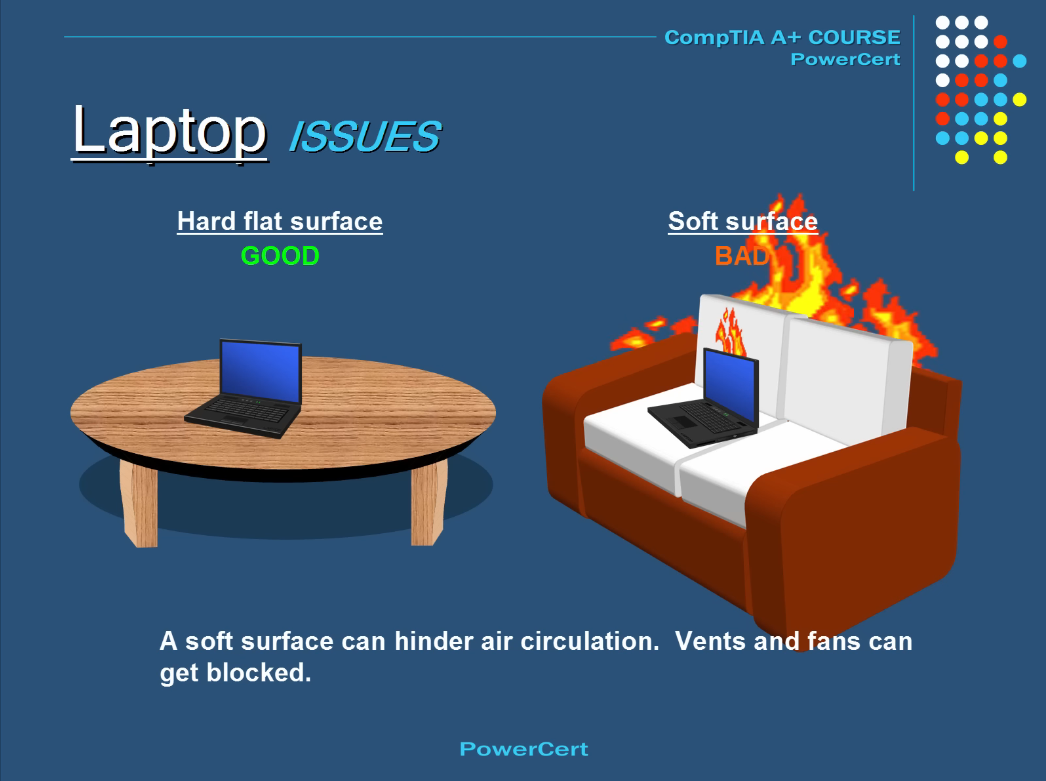 CompTIA A+ COURSE
PowerCert
Laptop ISSUES
Hard flat surface
GOOD
Soft surface
BAD
A soft surface can hinder air circulation.  Vents and fans can
get blocked.
PowerCert